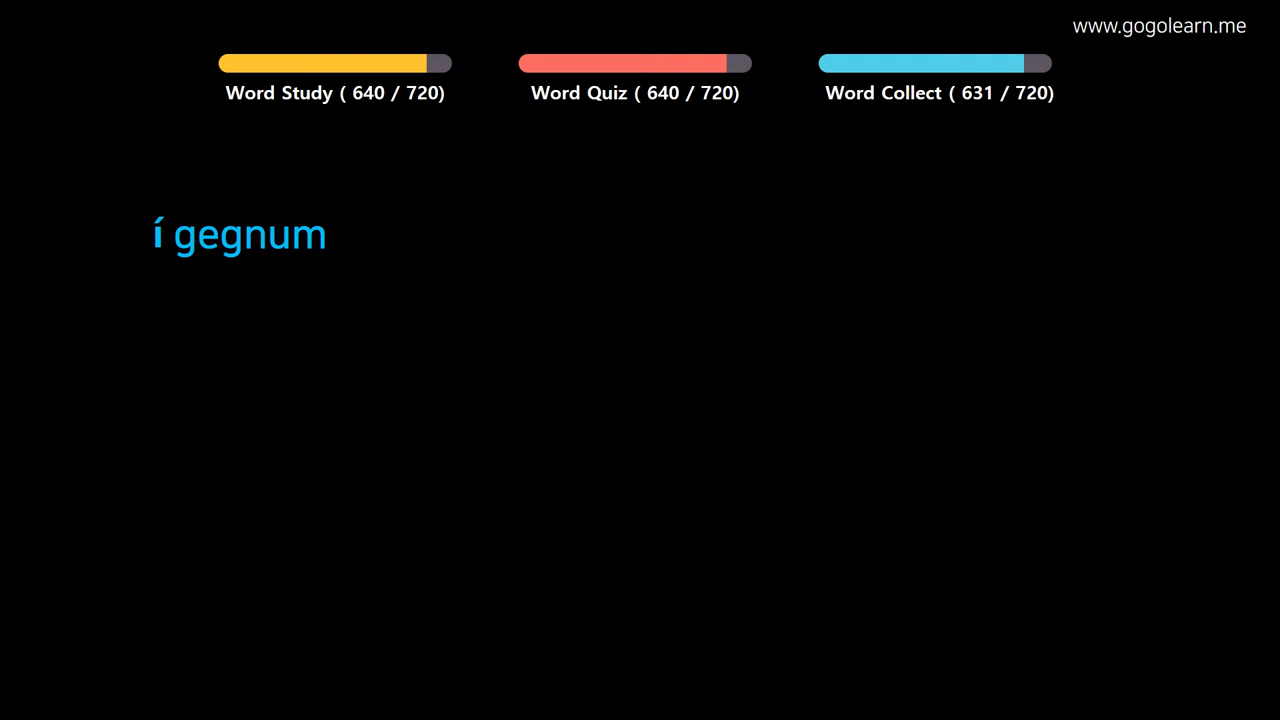 www.gogolearn.me
Word Study ( 640 / 720)
Word Quiz ( 640 / 720)
Word Collect ( 631 / 720)
í gegnum